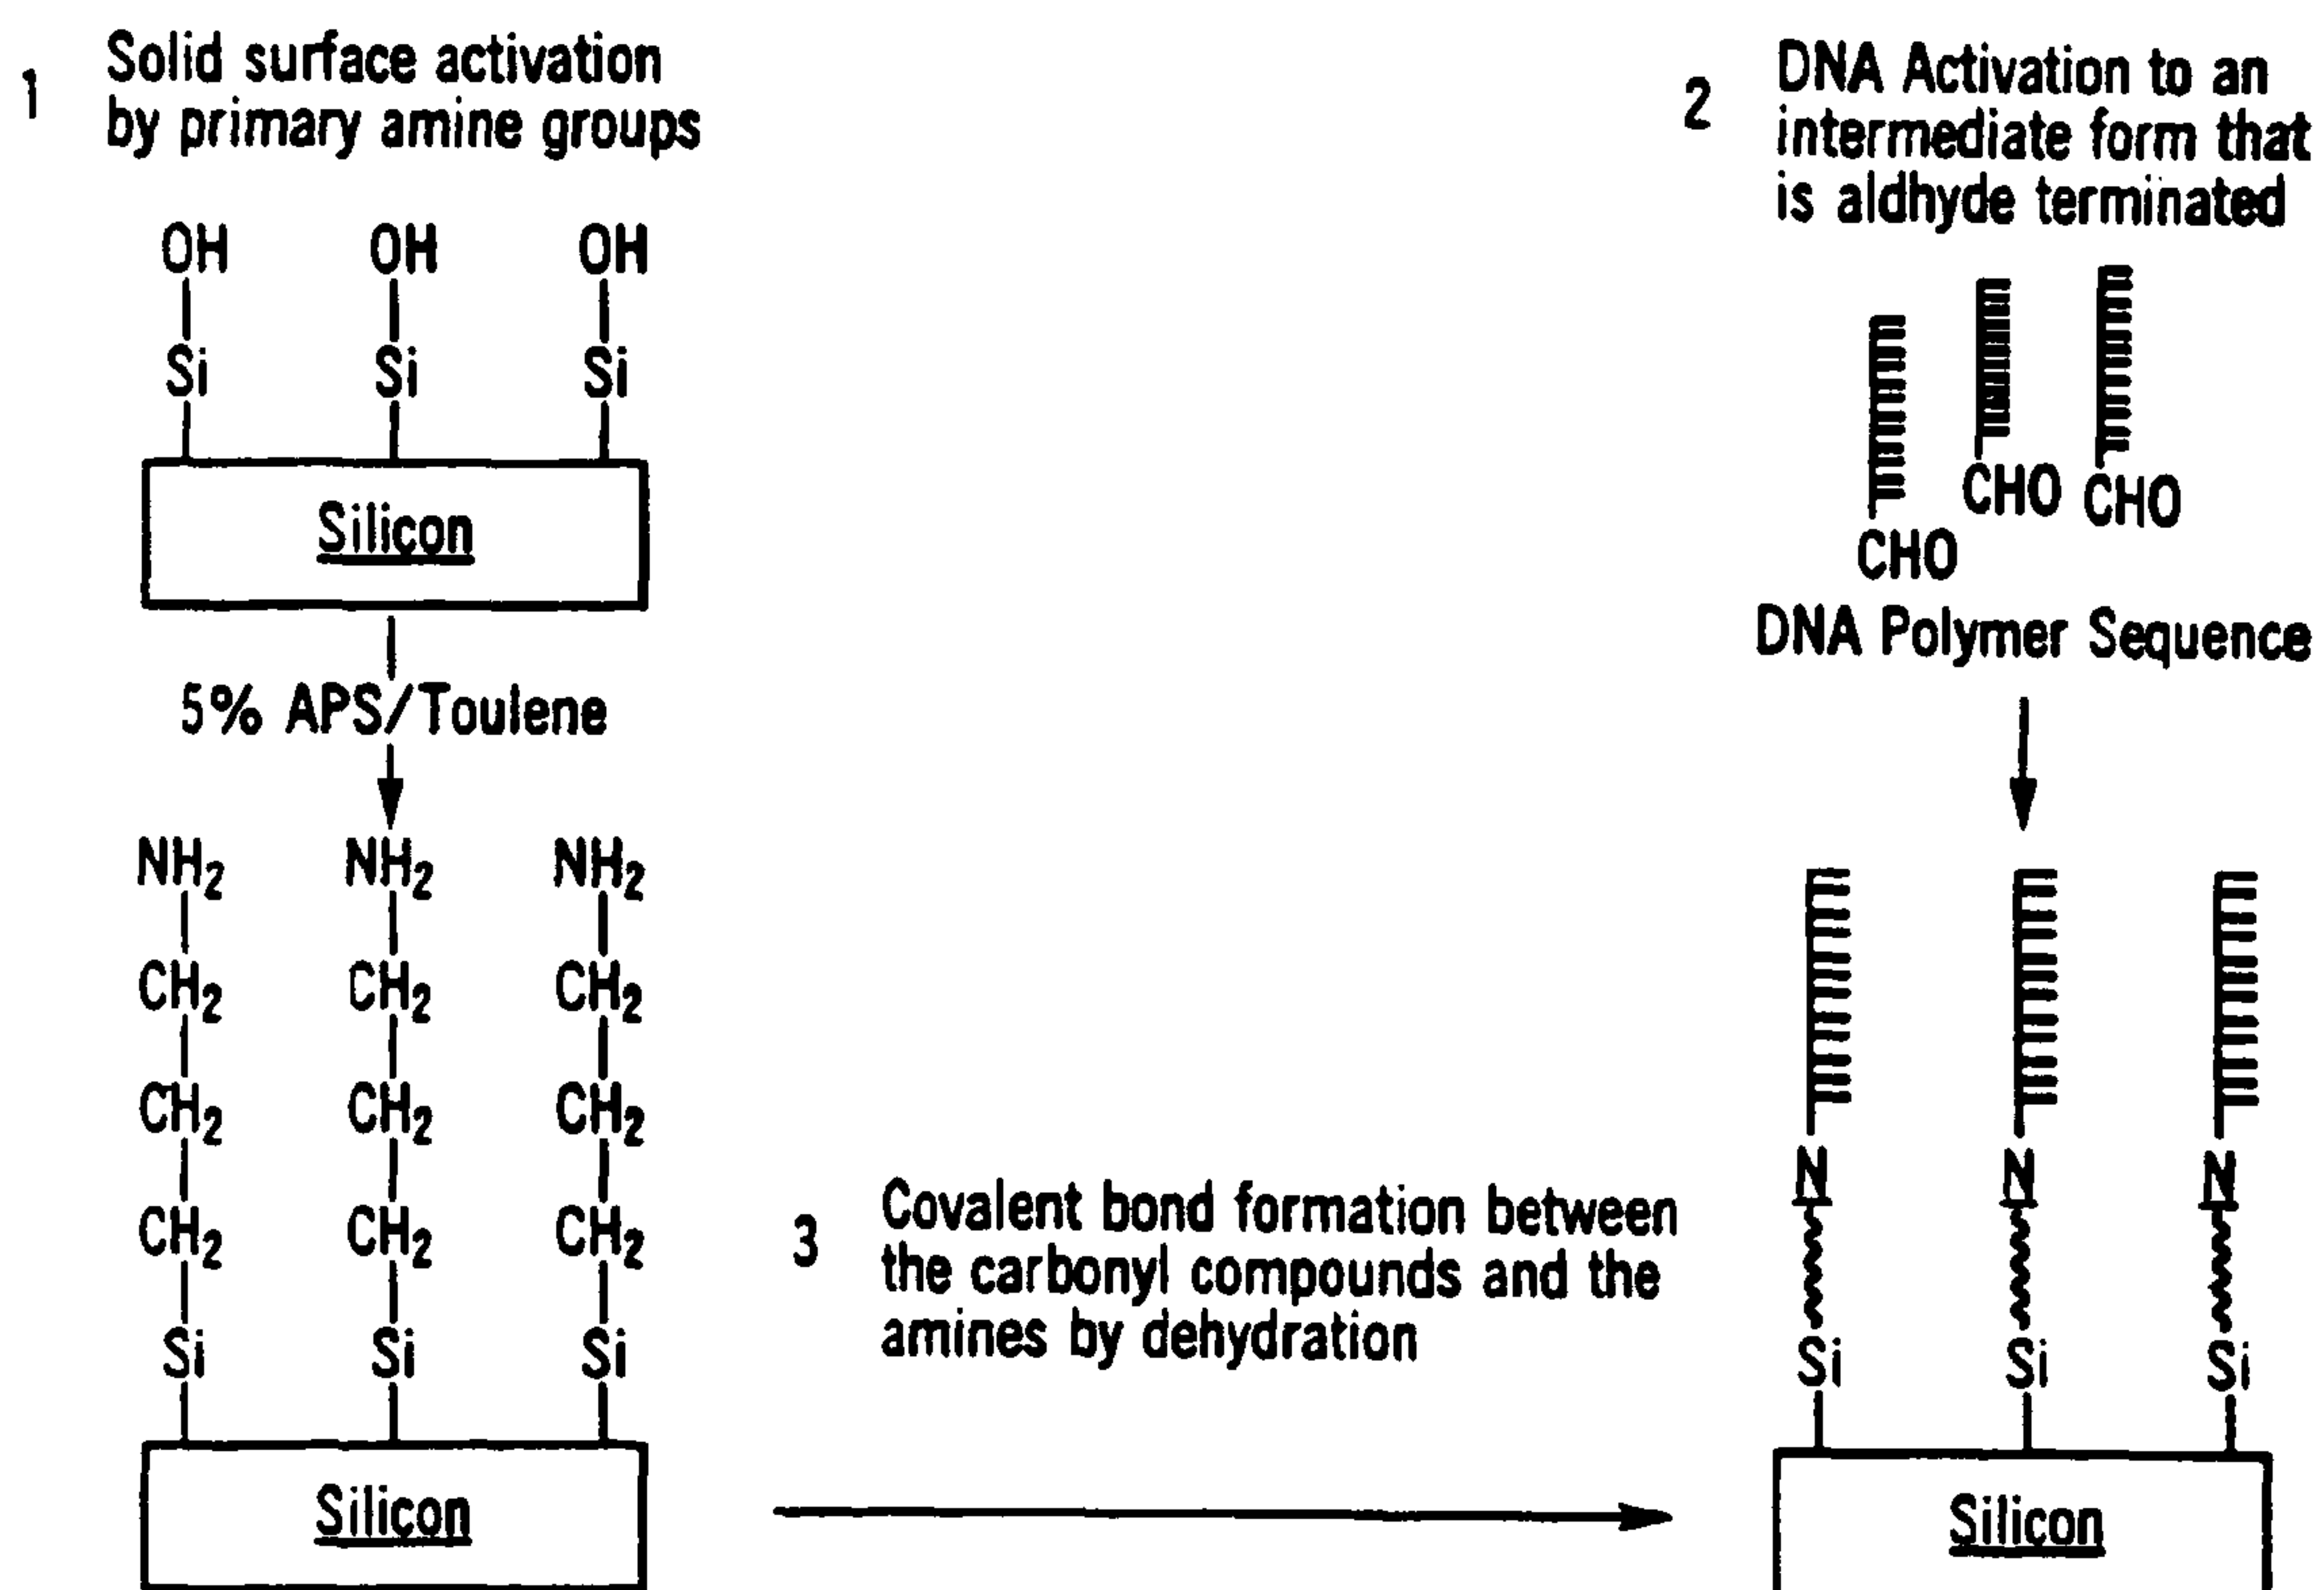 1 Solid surface activation
by primary amine groups
OH OH OH
Si Si Si
Silicon
5% APS/Toulene
NH2 NH2 NH2
CH2 CH2 CH2
CH2 CH2 CH2
CH2 CH2 CH2
Si Si Si
Silicon
2 DNA Activation to an
intermediate form that
is aldhyde terminated
CHO CHO CHO
DNA Polymer Sequence
3 Covalent bond formation between
the carbonyl compounds and the
amines by dehydration
N N N
Si Si Si
Silicon